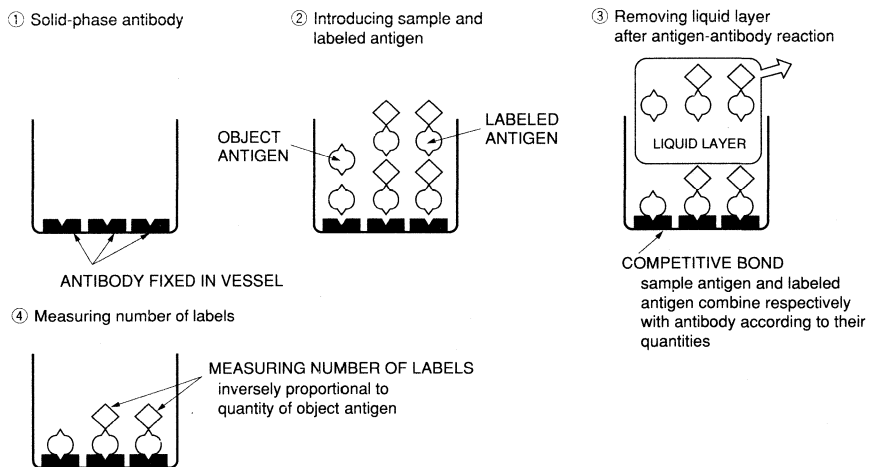 ① Solid-phase antibody
ANTIBODY FIXED IN VESSEL
② Introducing sample and
labeled antigen
OBJECT
ANTIGEN
LABELED
ANTIGEN
③ Removing liquid layer
after antigen-antibody reaction
LIQUID LAYER
COMPETITIVE BOND
sample antigen and labeled
antigen combine respectively
with antibody according to their
quantities
④ Measuring number of labels
MEASURING NUMBER OF LABELS
inversely proportional to
quantity of object antigen